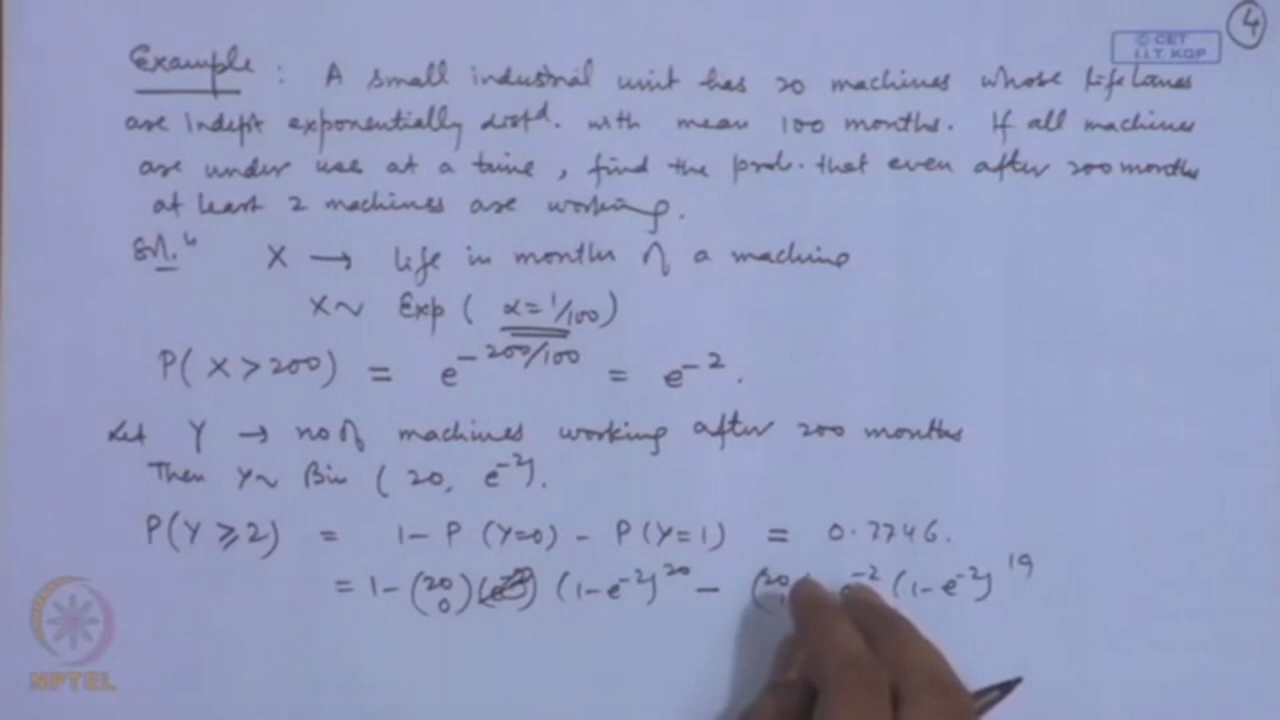 4
© CET
I.I.T. KGP
Example : A small industrial unit has 20 machines whose lifetimes
are indept exponentially distd. with mean 100 months. If all machines
are under use at a time, find the prob. that even after 200 months
at least 2 machines are working.
Sol.ⁿ X → life in months of a machine
X ~ Exp ( α = 1/100 )
P( X > 200 ) = e^{-200/100} = e^{-2}.
Let Y → no of machines working after 200 months
Then Y ~ Bin ( 20, e^{-2} ).
P(Y ≥ 2) = 1 - P (Y=0) - P(Y=1) = 0.7746.
= 1 - (20 0) (1 - e^{-2})^{20} - (20 e^{-2} (1 - e^{-2})^{19}
NPTEL